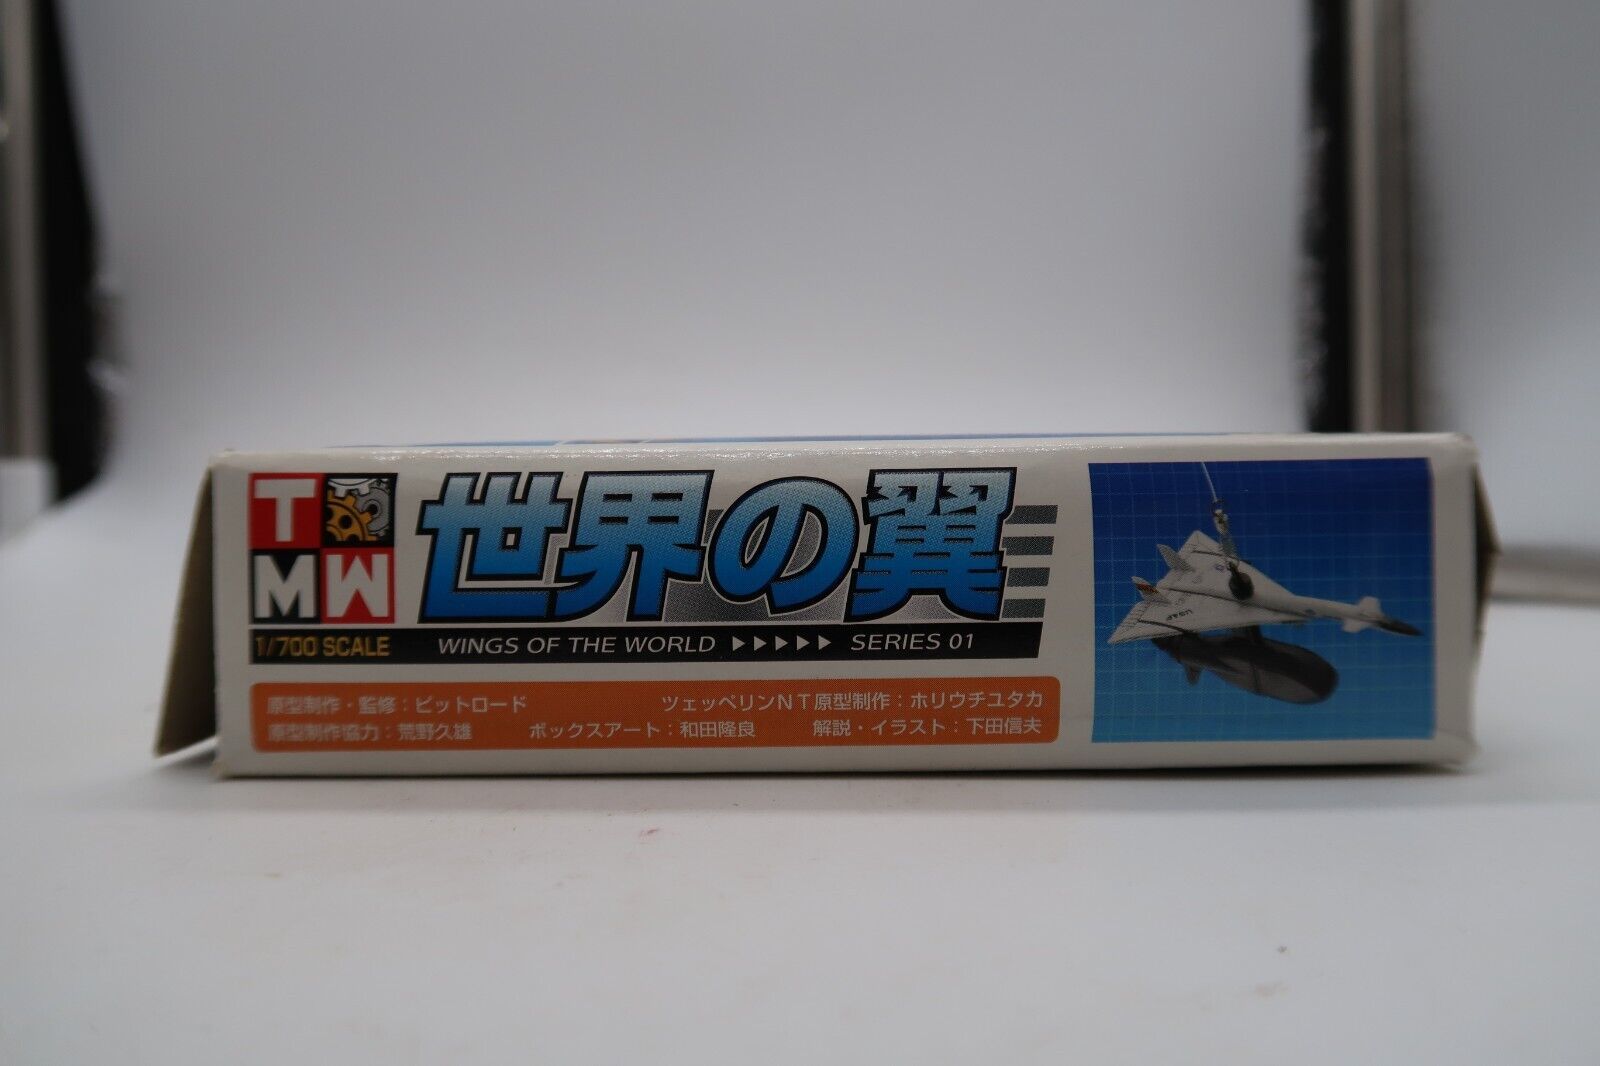 T
MW
1/700 SCALE
世界の翼
WINGS OF THE WORLD SERIES 01
原型制作・監修：ピットロード ツェッペリンＮＴ原型制作：ホリウチユタカ
原型制作協力：荒野久雄 ボックスアート：和田隆良 解説・イラスト：下田信夫